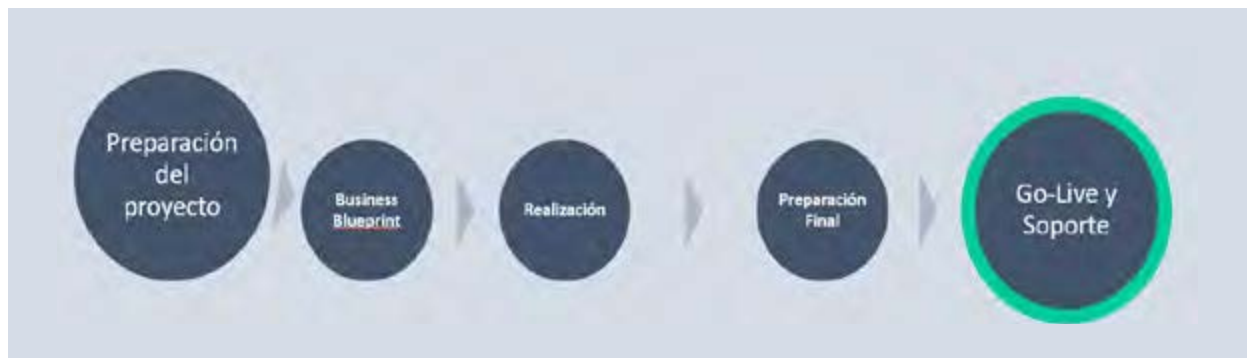 Preparación
del
proyecto
Business
Blueprint
Realización
Preparación
Final
Go-Live y
Soporte